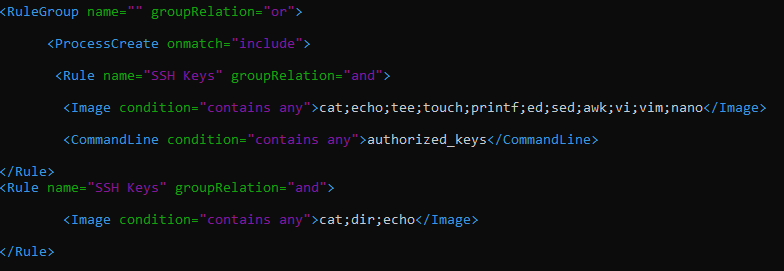 <RuleGroup name="" groupRelation="or">
<ProcessCreate onmatch="include">
<Rule name="SSH Keys" groupRelation="and">
<Image condition="contains any">cat;echo;tee;touch;printf;ed;sed;awk;vi;vim;nano</Image>
<CommandLine condition="contains any">authorized_keys</CommandLine>
</Rule>
<Rule name="SSH Keys" groupRelation="and">
<Image condition="contains any">cat;dir;echo</Image>
</Rule>